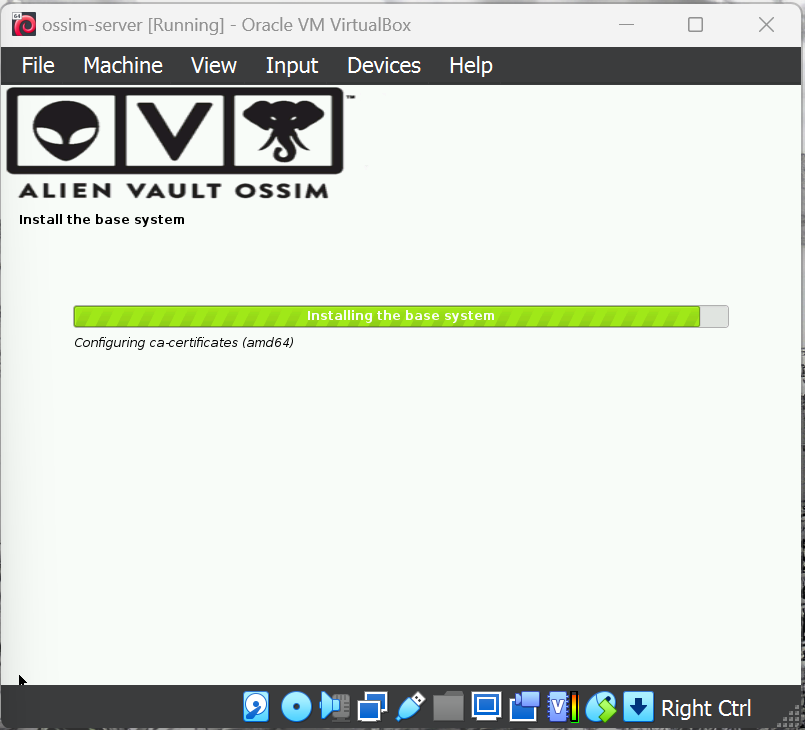 ossim-server [Running] - Oracle VM VirtualBox
File Machine View Input Devices Help
V ™
ALIEN VAULT OSSIM
Install the base system
Installing the base system
Configuring ca-certificates (amd64)
V Right Ctrl